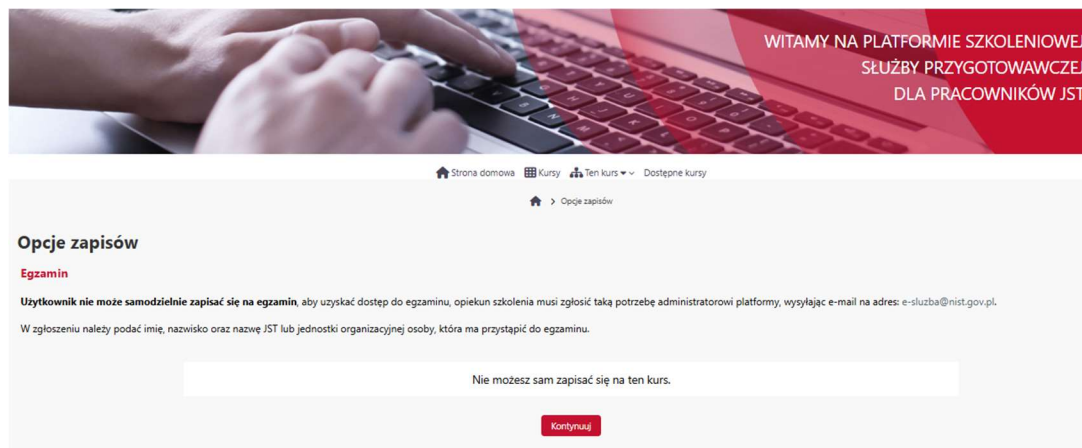 WITAMY NA PLATFORMIE SZKOLENIOWEJ
SŁUŻBY PRZYGOTOWAWCZEJ
DLA PRACOWNIKÓW JST
Strona domowa Kursy Ten kurs Dostępne kursy
> Opcje zapisów
Opcje zapisów
Egzamin
Użytkownik nie może samodzielnie zapisać się na egzamin, aby uzyskać dostęp do egzaminu, opiekun szkolenia musi zgłosić taką potrzebę administratorowi platformy, wysyłając e-mail na adres: e-sluzba@nist.gov.pl.
W zgłoszeniu należy podać imię, nazwisko oraz nazwę JST lub jednostki organizacyjnej osoby, która ma przystąpić do egzaminu.
Nie możesz sam zapisać się na ten kurs.
Kontynuuj